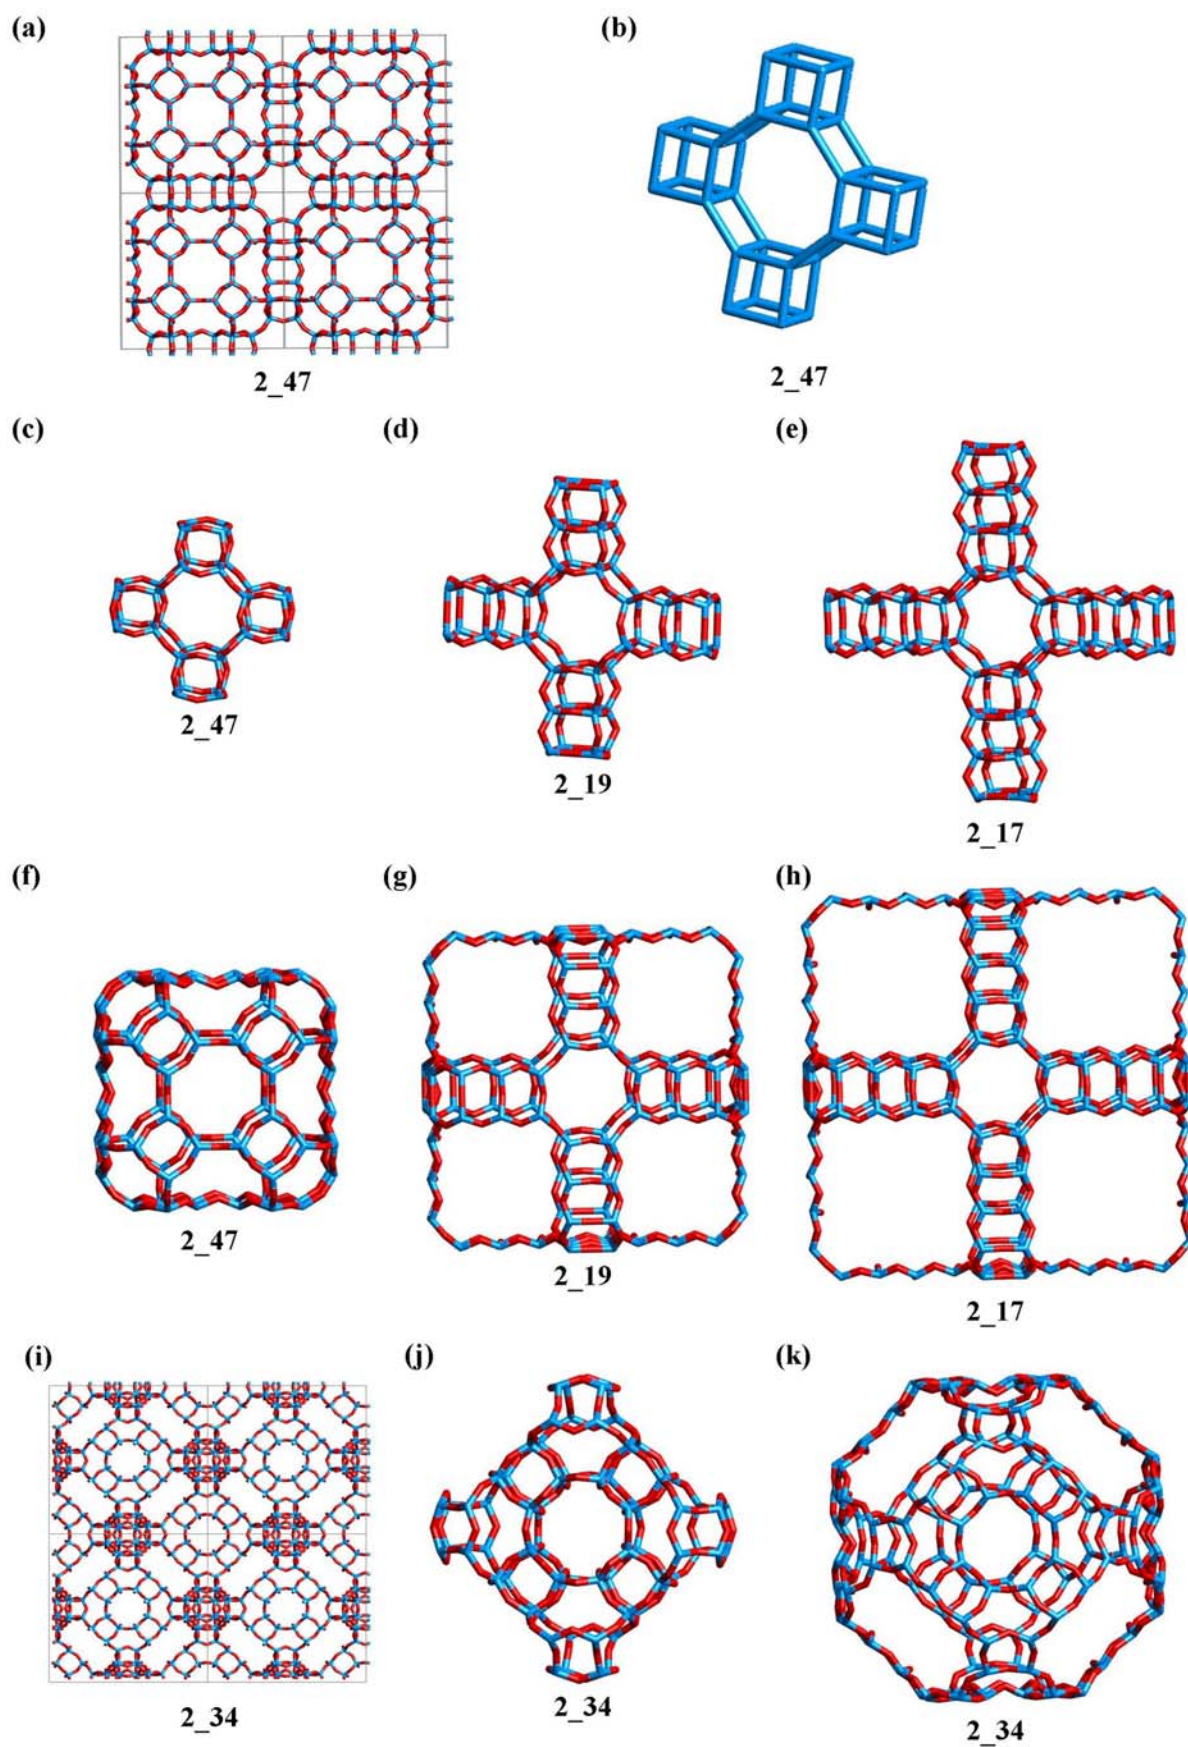 (a)
(b)
2_47
2_47
(c)
(d)
(e)
2_47
2_19
2_17
(f)
(g)
(h)
2_47
2_19
2_17
(i)
(j)
(k)
2_34
2_34
2_34